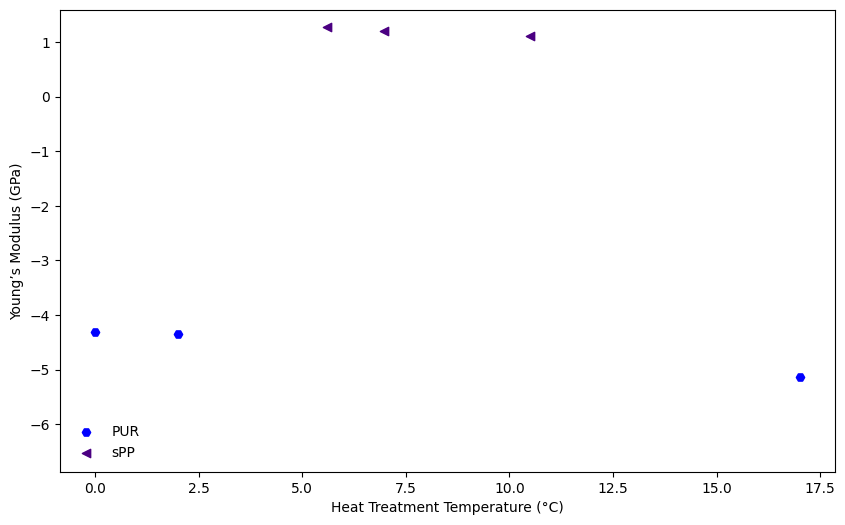 1
0
−1
−2
−3
−4
−5
−6
Young’s Modulus (GPa)
PUR
sPP
0.0 2.5 5.0 7.5 10.0 12.5 15.0 17.5
Heat Treatment Temperature (°C)